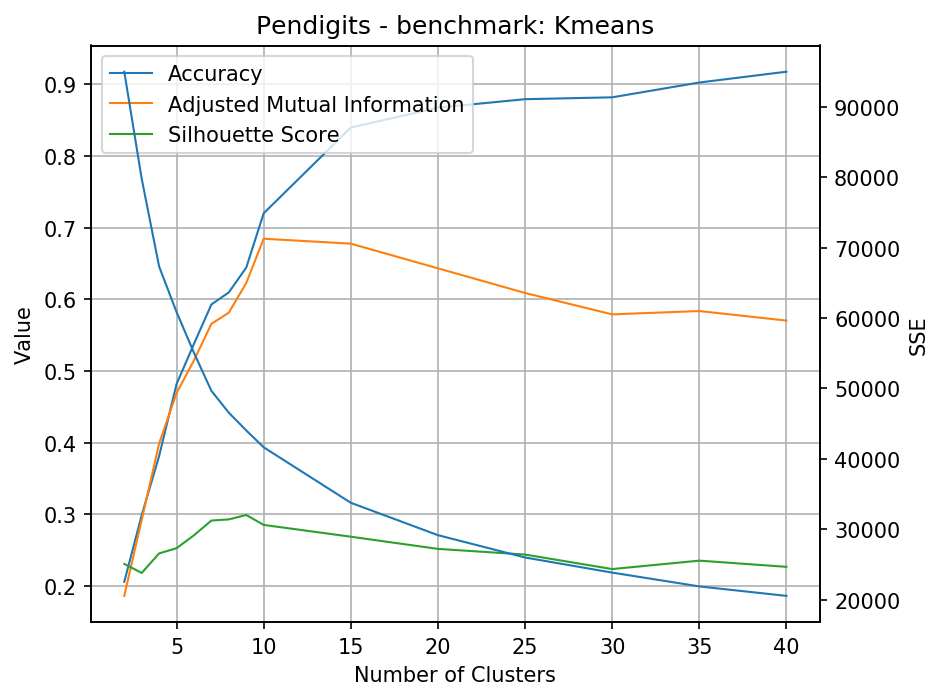 Pendigits - benchmark: Kmeans
Accuracy
Adjusted Mutual Information
Silhouette Score
Value
0.9
0.8
0.7
0.6
0.5
0.4
0.3
0.2
90000
80000
70000
60000
50000
40000
30000
20000
SSE
5 10 15 20 25 30 35 40
Number of Clusters